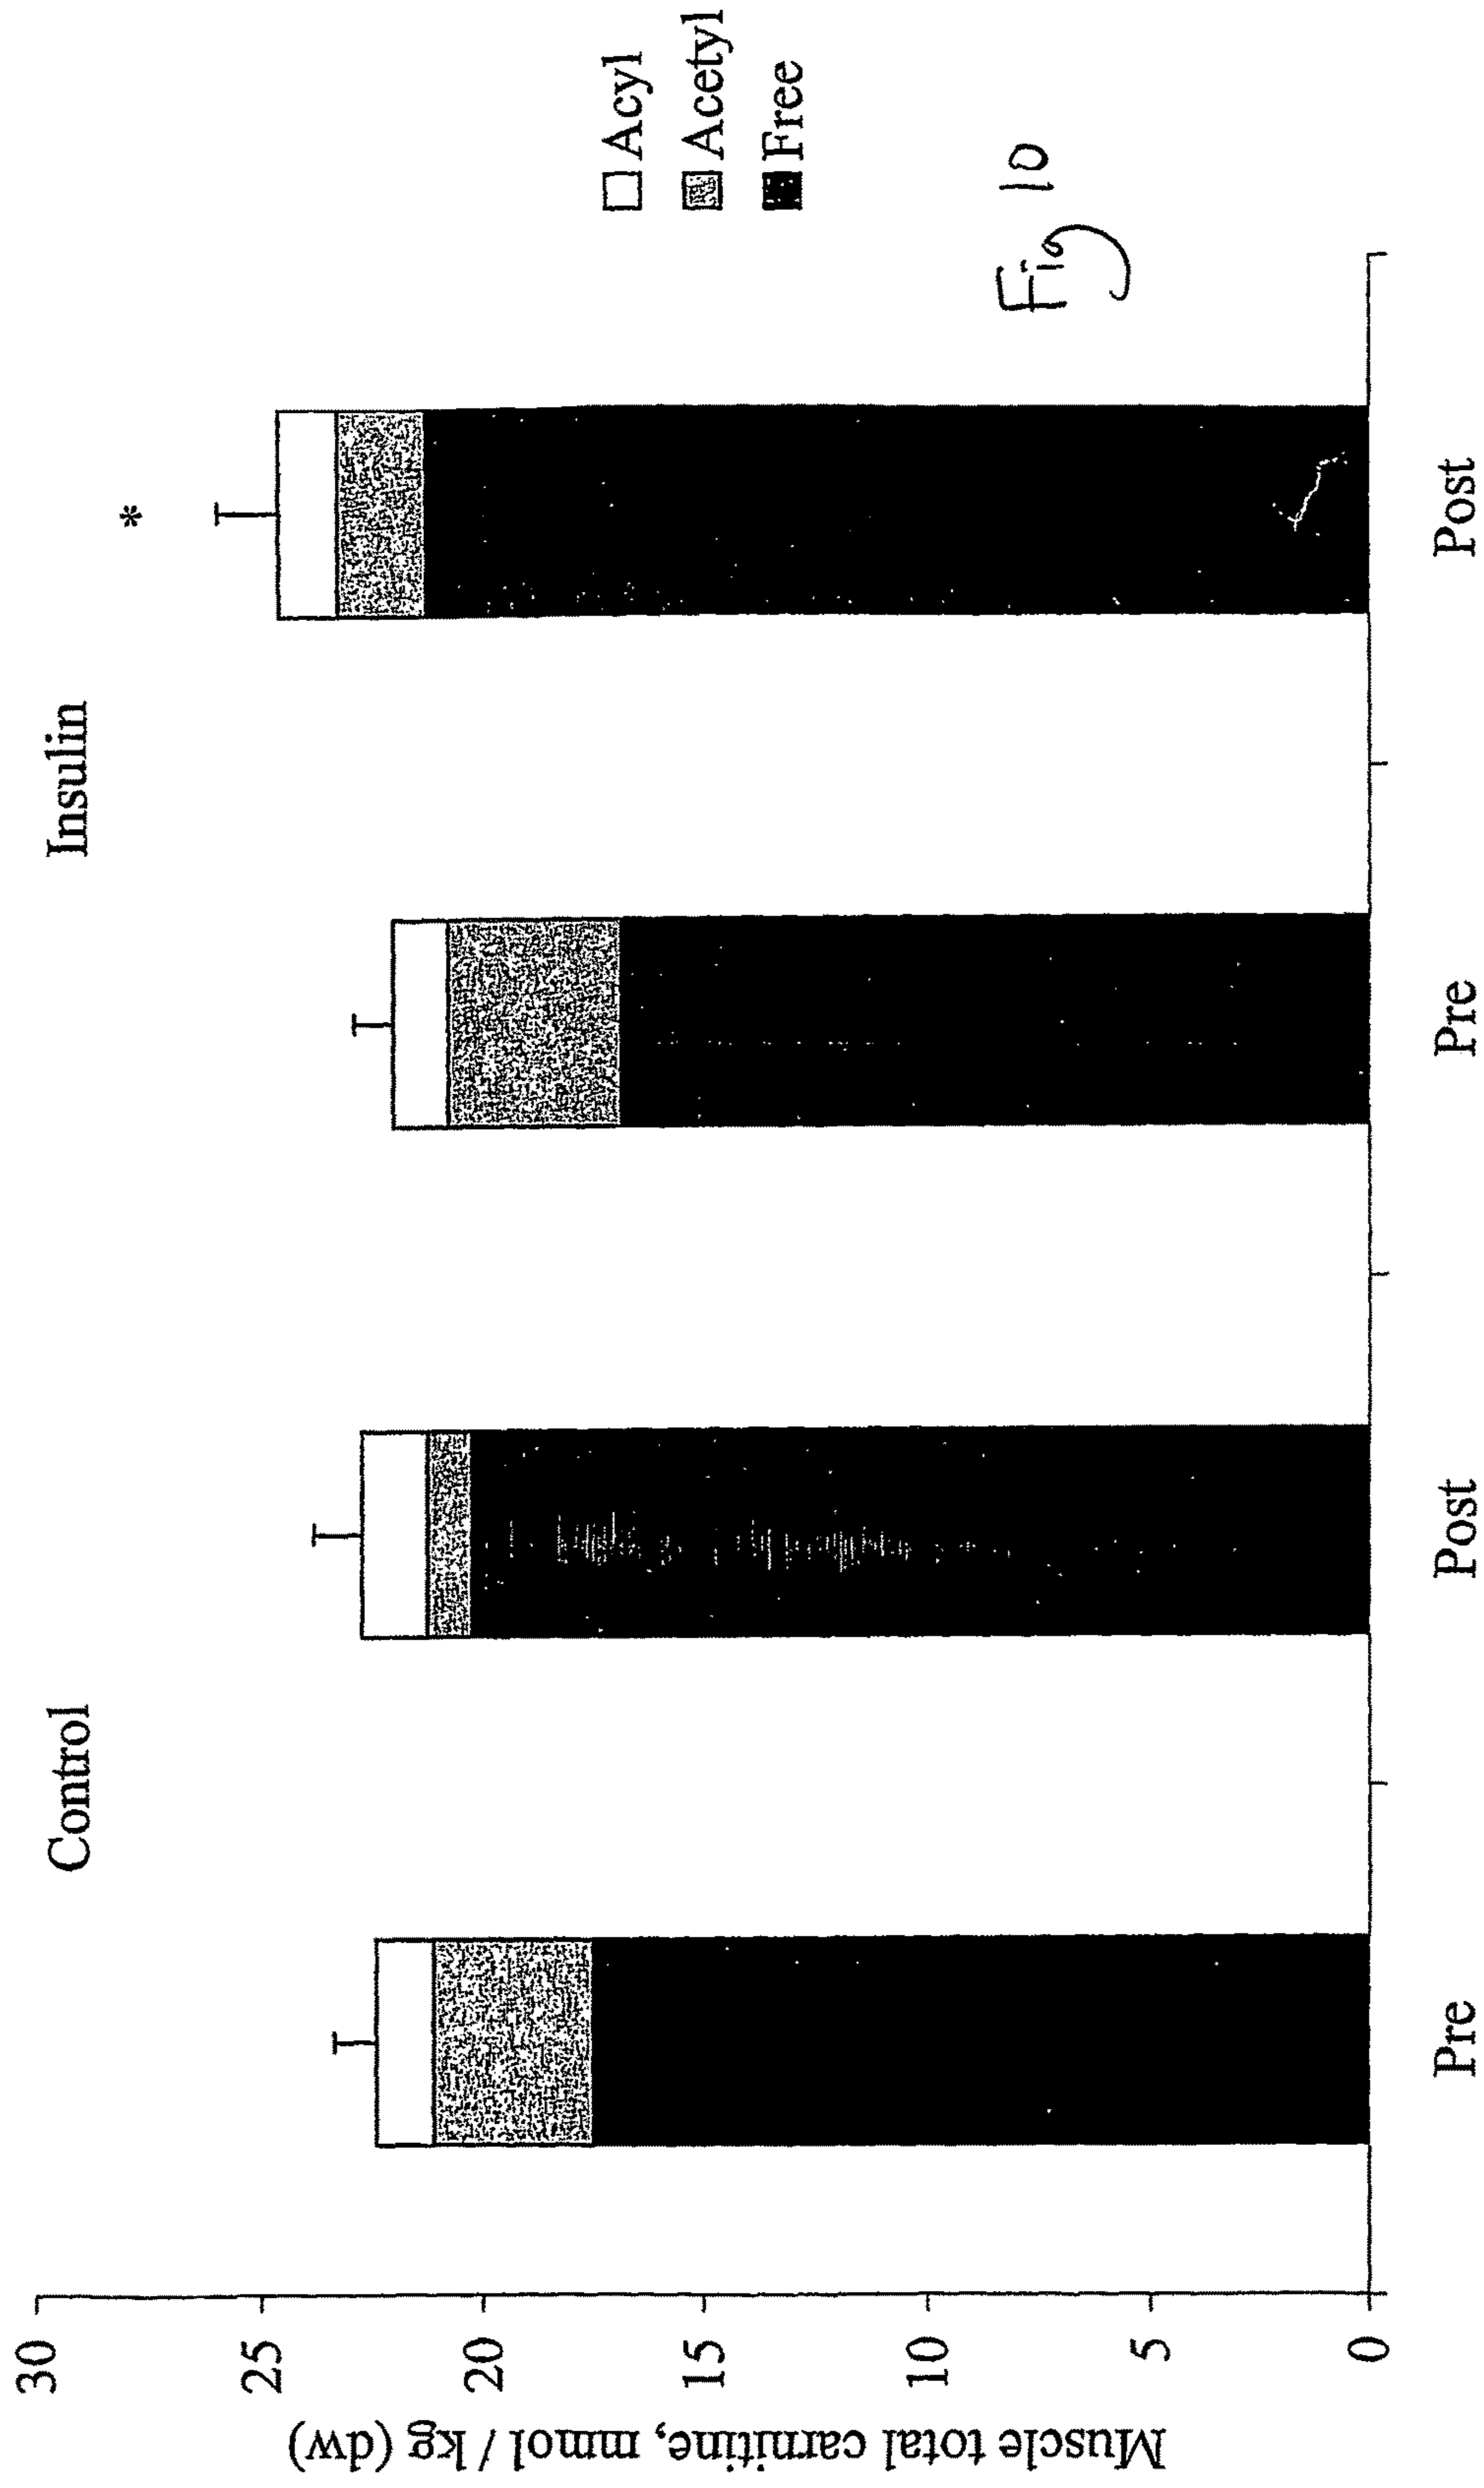 Control
Insulin
*
30
25
20
15
10
5
0
Muscle total carnitine, mmol / kg (dw)
Pre
Post
Pre
Post
Acyl
Acetyl
Free
Fig 10